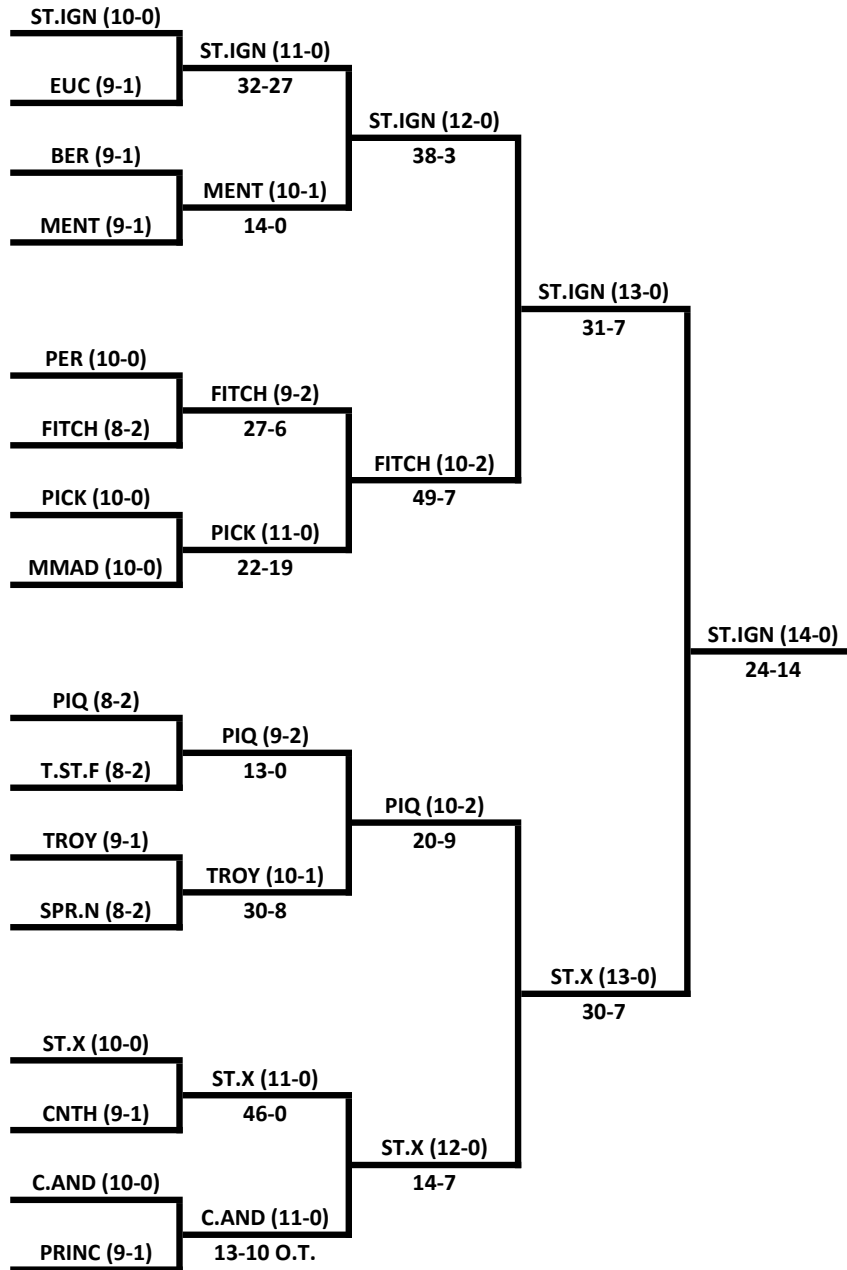 ST.IGN (10-0)
ST.IGN (11-0)
EUC (9-1)
32-27
ST.IGN (12-0)
BER (9-1)
38-3
MENT (10-1)
MENT (9-1)
14-0
ST.IGN (13-0)
31-7
PER (10-0)
FITCH (9-2)
FITCH (8-2)
27-6
FITCH (10-2)
PICK (10-0)
49-7
PICK (11-0)
MMAD (10-0)
22-19
ST.IGN (14-0)
24-14
PIQ (8-2)
PIQ (9-2)
T.ST.F (8-2)
13-0
PIQ (10-2)
TROY (9-1)
20-9
TROY (10-1)
SPR.N (8-2)
30-8
ST.X (13-0)
30-7
ST.X (10-0)
ST.X (11-0)
CNTH (9-1)
46-0
ST.X (12-0)
C.AND (10-0)
14-7
C.AND (11-0)
PRINC (9-1)
13-10 O.T.